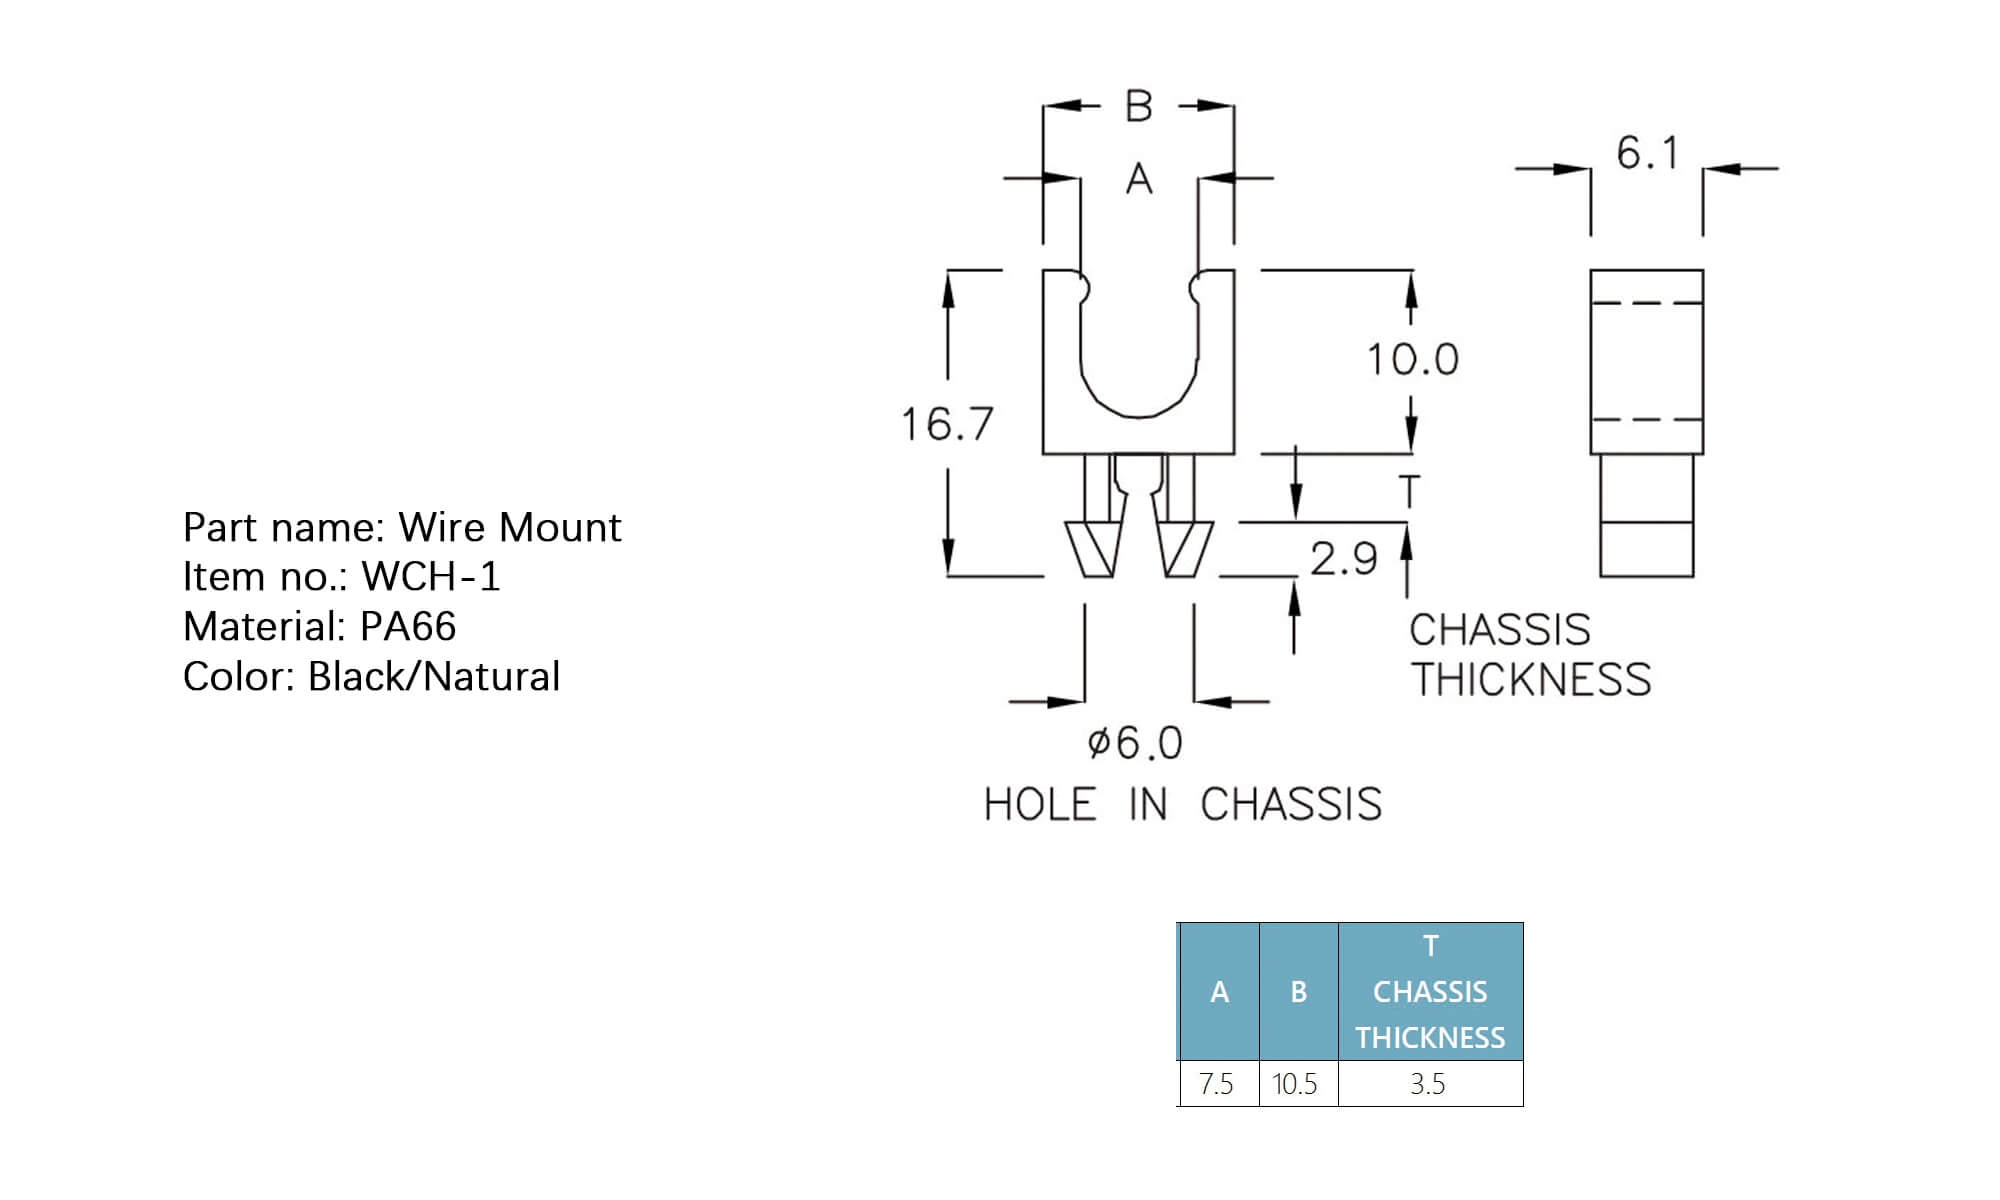 B
A
6.1
10.0
16.7
T
2.9
CHASSIS
THICKNESS
Part name: Wire Mount
Item no.: WCH-1
Material: PA66
Color: Black/Natural
ø6.0
HOLE IN CHASSIS
A B T
CHASSIS
THICKNESS
7.5 10.5 3.5